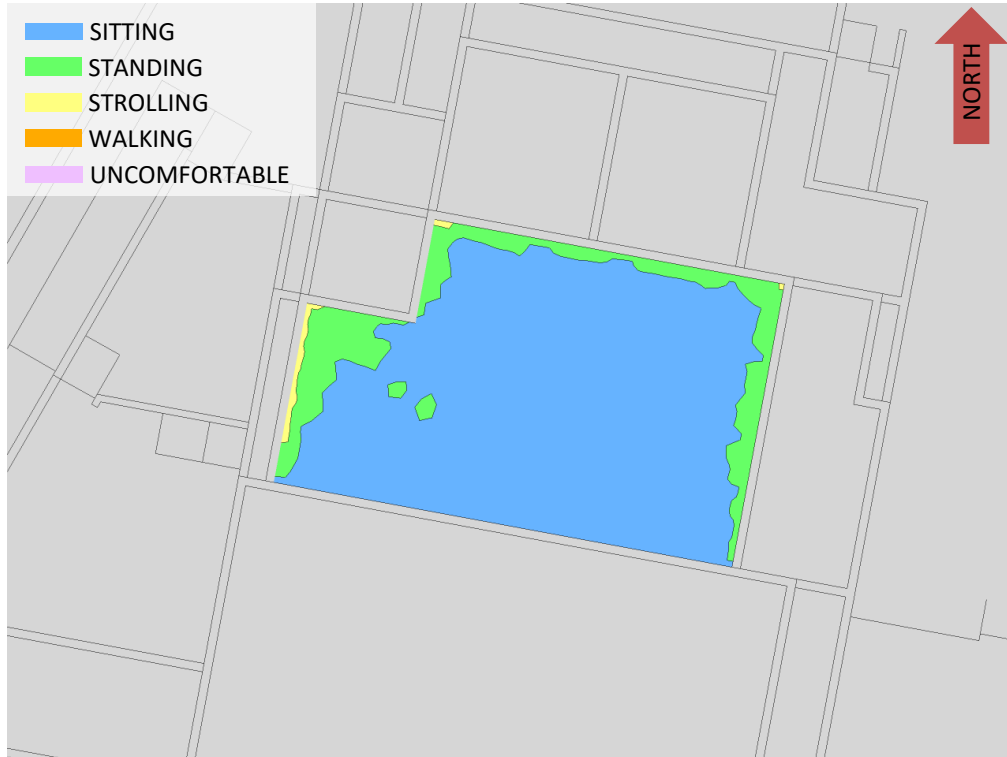 SITTING
STANDING
STROLLING
WALKING
UNCOMFORTABLE
NORTH